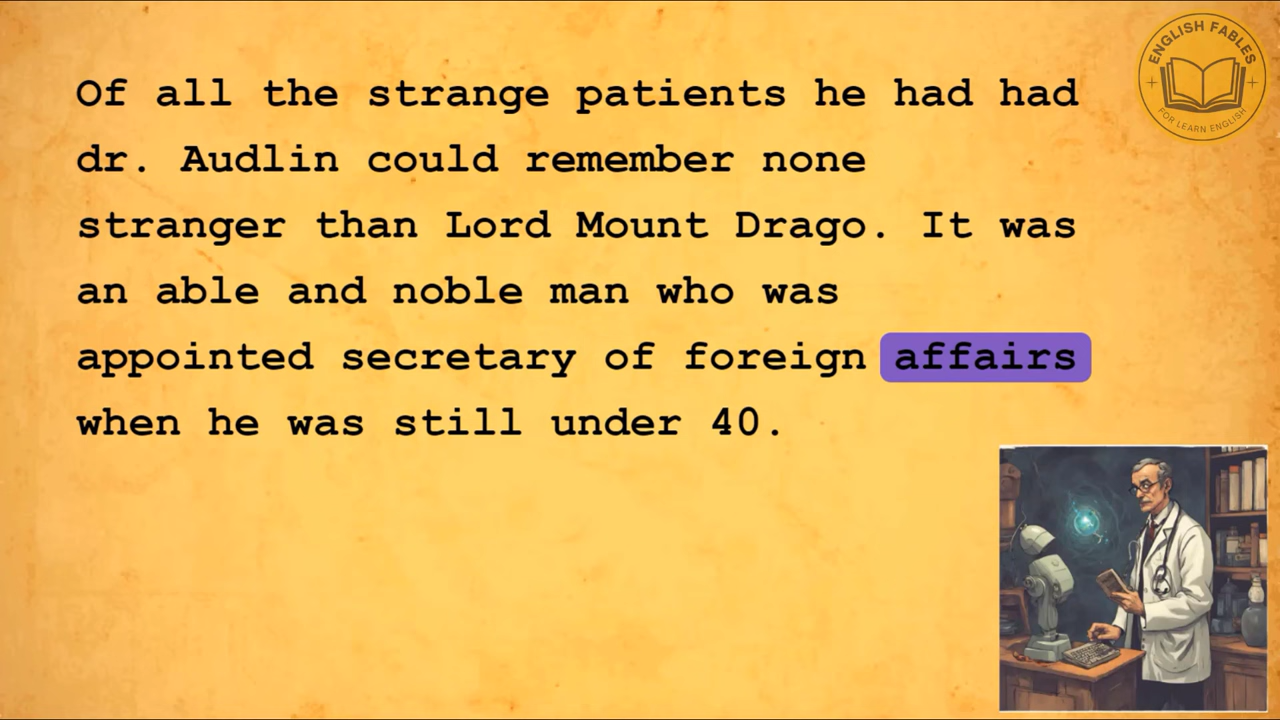 Of all the strange patients he had had
dr. Audlin could remember none
stranger than Lord Mount Drago. It was
an able and noble man who was
appointed secretary of foreign affairs
when he was still under 40.
ENGLISH FABLES
FOR LEARN ENGLISH